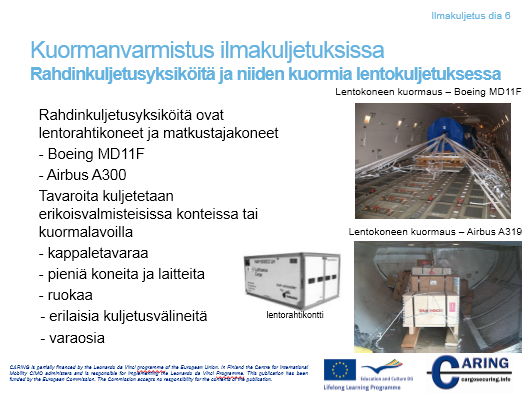 Ilmakuljetus dia 6
Kuormanvarmistus ilmakuljetuksissa
Rahdinkuljetusyksiköitä ja niiden kuormia lentokuljetuksessa
Lentokoneen kuormaus – Boeing MD11F
Rahdinkuljetusyksiköitä ovat
lentorahtikoneet ja matkustajakoneet
- Boeing MD11F
- Airbus A300
Tavaroita kuljetetaan
erikoisvalmisteisissa konteissa tai
kuormalavoilla
- kappaletavaraa
- pieniä koneita ja laitteita
- ruokaa
- erilaisia kuljetusvälineitä
- varaosia
Lentokoneen kuormaus – Airbus A319
lentorahtikontti
CARING is partially financed by the Leonardo da Vinci programme of the European Union. In Finland the Centre for International
Mobility CIMO administers and is responsible for implementing the Leonardo da Vinci Programme. This publication has been
funded by the European Commission. The Commission accepts no responsibility for the contents of the publication.
Education and Culture DG
Lifelong Learning Programme
CARING
cargosecuring.info